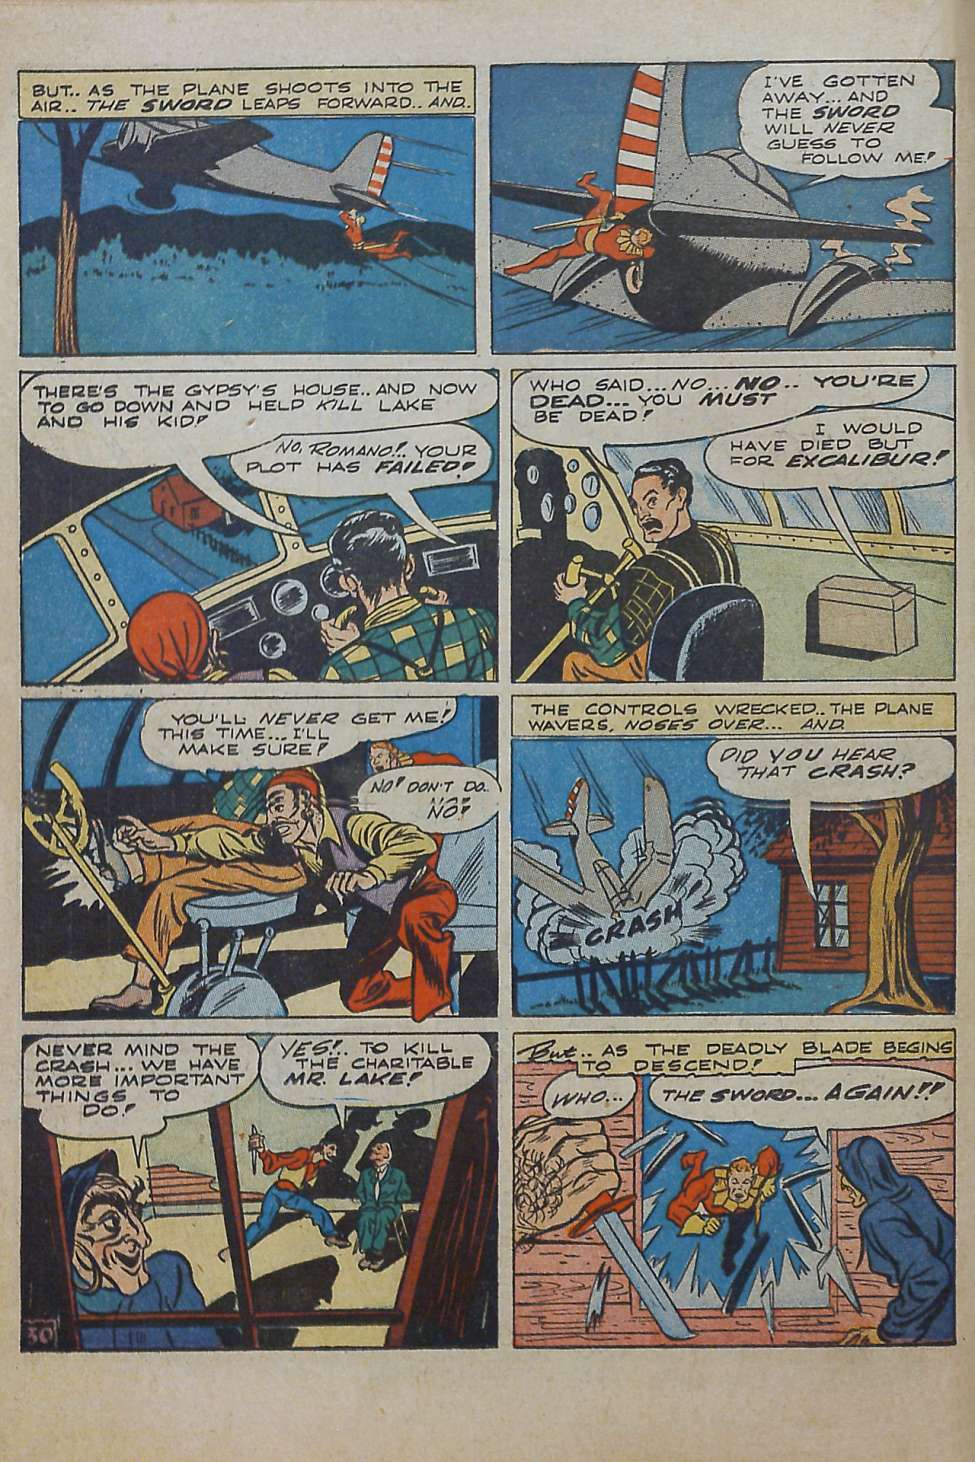 BUT.. AS THE PLANE SHOOTS INTO THE
AIR.. THE SWORD LEAPS FORWARD.. AND..
I'VE GOTTEN
AWAY... AND
THE SWORD
WILL NEVER
GUESS TO
FOLLOW ME!
THERE'S THE GYPSY'S HOUSE.. AND NOW
TO GO DOWN AND HELP KILL LAKE
AND HIS KID!
NO, ROMANO!. YOUR
PLOT HAS FAILED!
WHO SAID... NO... NO.. YOU'RE
DEAD... YOU MUST
BE DEAD!
I WOULD
HAVE DIED BUT
FOR EXCALIBUR!
YOU'LL NEVER GET ME!
THIS TIME... I'LL
MAKE SURE!
NO! DON'T DO..
NO!
NO!
THE CONTROLS WRECKED.. THE PLANE
WAVERS, NOSES OVER... AND..
DID YOU HEAR
THAT CRASH?
CRASH
NEVER MIND THE
CRASH... WE HAVE
MORE IMPORTANT
THINGS TO
DO!
YES!.. TO KILL
THE CHARITABLE
MR. LAKE!
30
But.. AS THE DEADLY BLADE BEGINS
TO DESCEND!
WHO...
THE SWORD... AGAIN!!